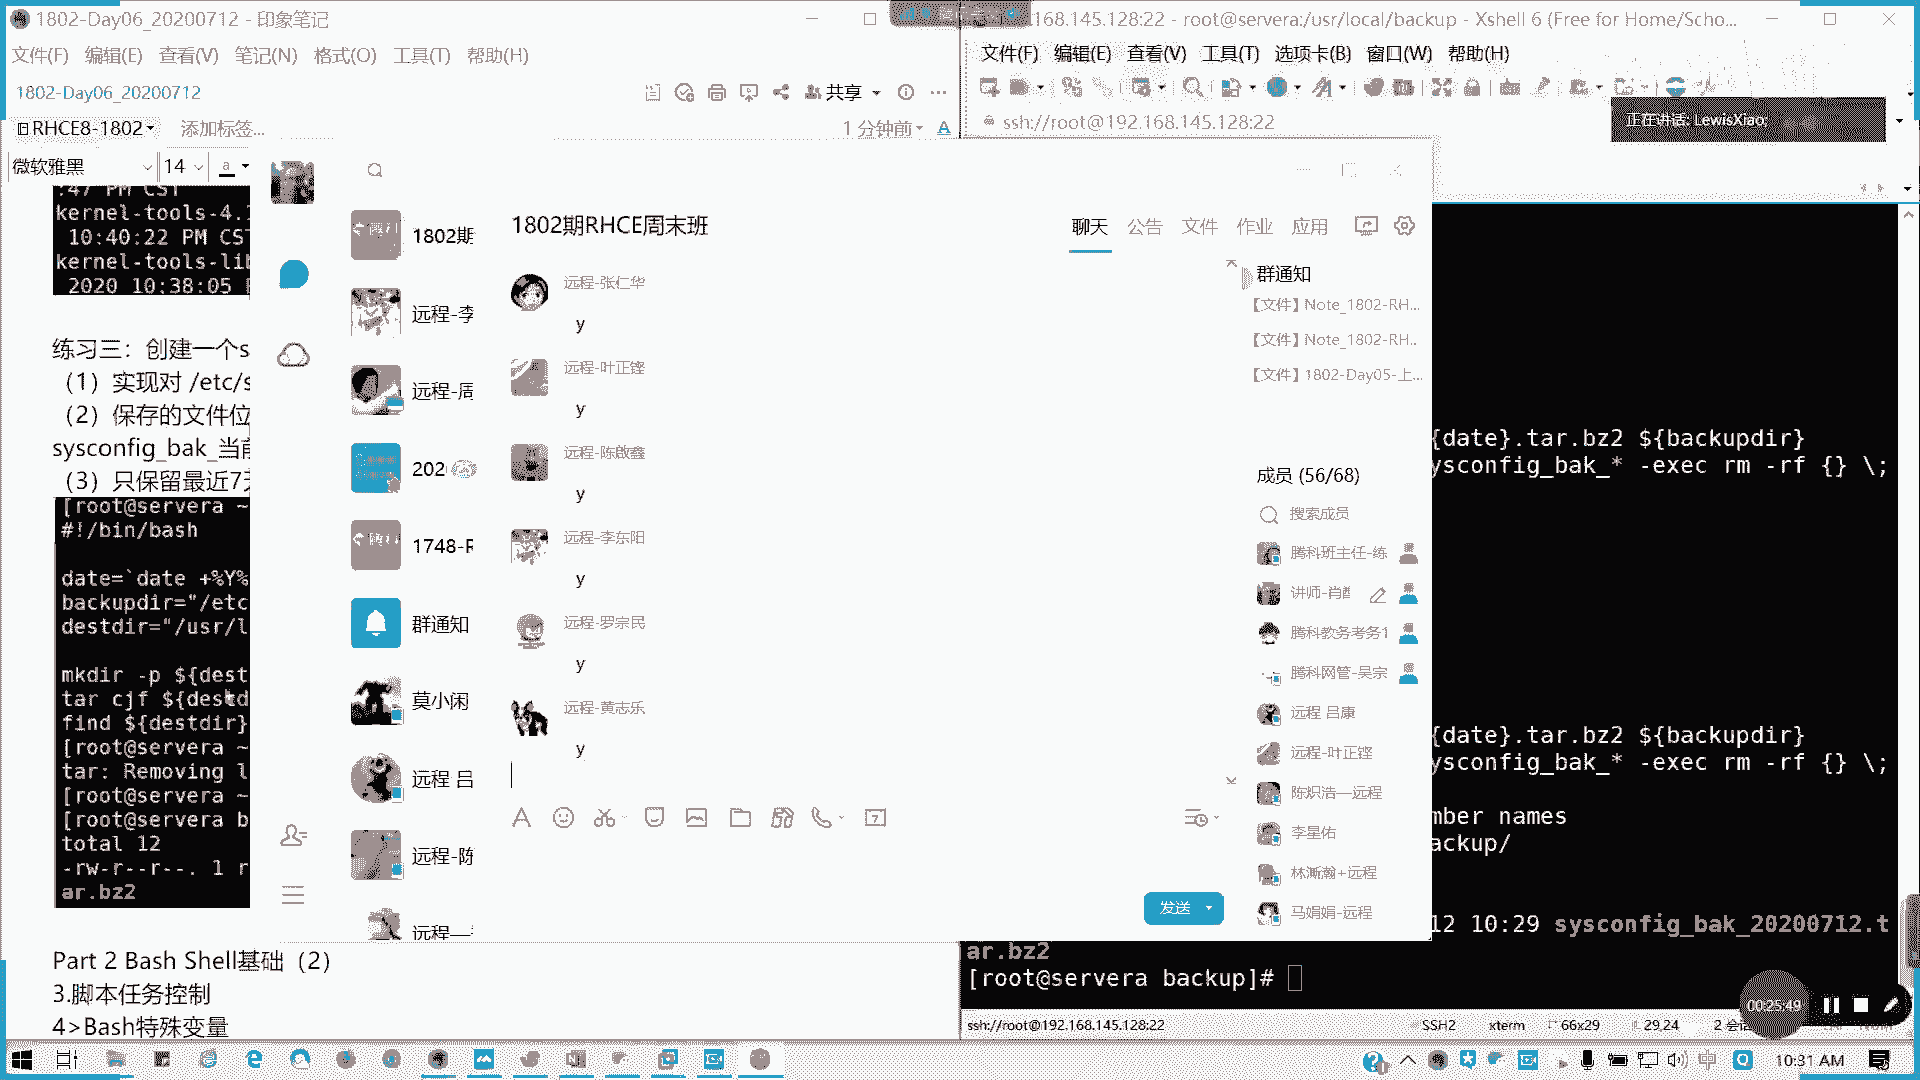 1802-Day06_20200712 - 印象笔记
文件(F) 编辑(E) 查看(V) 笔记(N) 格式(O) 工具(T) 帮助(H)
1802-Day06_20200712
共享
RHCE8-1802
添加标签...
1 分钟前
微软雅黑
14
:47 PM CST
kernel-tools-4.
10:40:22 PM CS
kernel-tools-li
2020 10:38:05
练习三：创建一个s
（1）实现对 /etc/s
（2）保存的文件位
sysconfig_bak_当前
（3）只保留最近7天
[root@servera ~
#!/bin/bash
date=`date +%Y%
backupdir="/etc
destdir="/usr/l
mkdir -p ${dest
tar cjf ${destd
find ${destdir}
[root@servera ~
tar: Removing l
[root@servera ~
[root@servera b
total 12
-rw-r--r--. 1 r
ar.bz2
Part 2 Bash Shell基础（2）
3.脚本任务控制
4>Bash特殊变量
1802期
远程-李
远程-周
202
1748-R
群通知
莫小闲
远程 吕
远程-陈
1802期RHCE周末班
聊天 公告 文件 作业 应用
远程-张仁华
y
远程-叶正铿
y
远程-陈啟鑫
y
远程-李东阳
y
远程-罗宗民
y
远程-黄志乐
y
发送
群通知
【文件】Note_1802-RH...
【文件】Note_1802-RH...
【文件】1802-Day05-上...
成员 (56/68)
搜索成员
腾科班主任-练
腾科教务考务1
腾科网管-吴宗
远程 吕康
远程-叶正铿
陈炽浩—远程
李星佑
林渐瀚+远程
马娟娟-远程
168.145.128:22 - root@servera:/usr/local/backup - Xshell 6 (Free for Home/Scho...
文件(F) 编辑(E) 查看(V) 工具(T) 选项卡(B) 窗口(W) 帮助(H)
ssh://root@192.168.145.128:22
正在讲话: LewisXiao;
{date}.tar.bz2 ${backupdir}
ysconfig_bak_* -exec rm -rf {} \;
{date}.tar.bz2 ${backupdir}
ysconfig_bak_* -exec rm -rf {} \;
mber names
ackup/
12 10:29 sysconfig_bak_20200712.t
ar.bz2
[root@servera backup]#
00:25:49
ssh://root@192.168.145.128:22
SSH2
xterm
66x29
29,24
10:31 AM